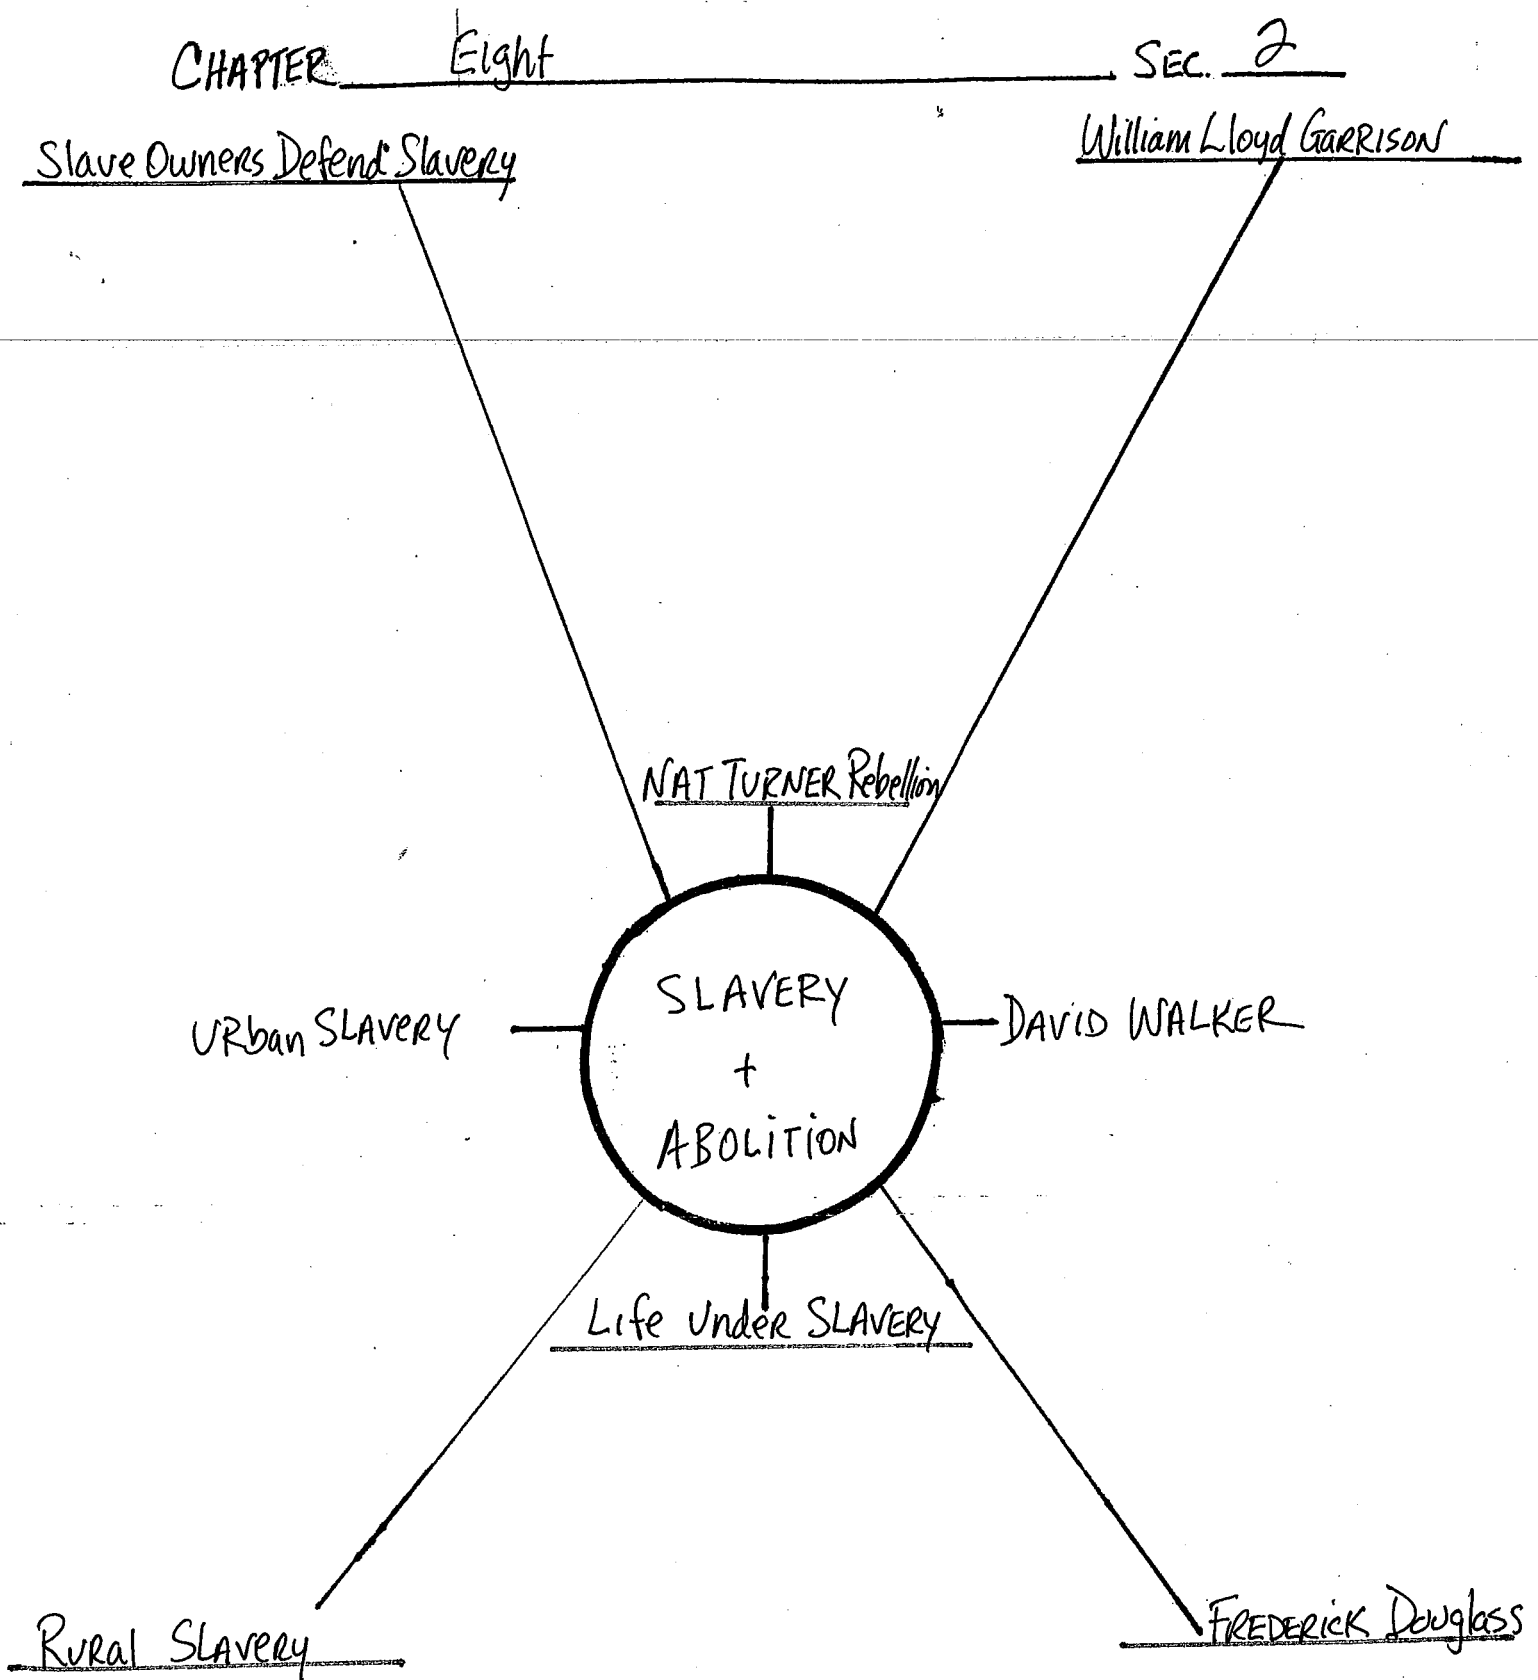 CHAPTER Eight SEC. 2
Slave Owners Defend Slavery
William Lloyd GARRISON
NAT TURNER Rebellion
URban SLAVERY
SLAVERY
+
ABOLITION
DAVID WALKER
Life Under SLAVERY
RURal SLAVERY
FREDERICK Douglass